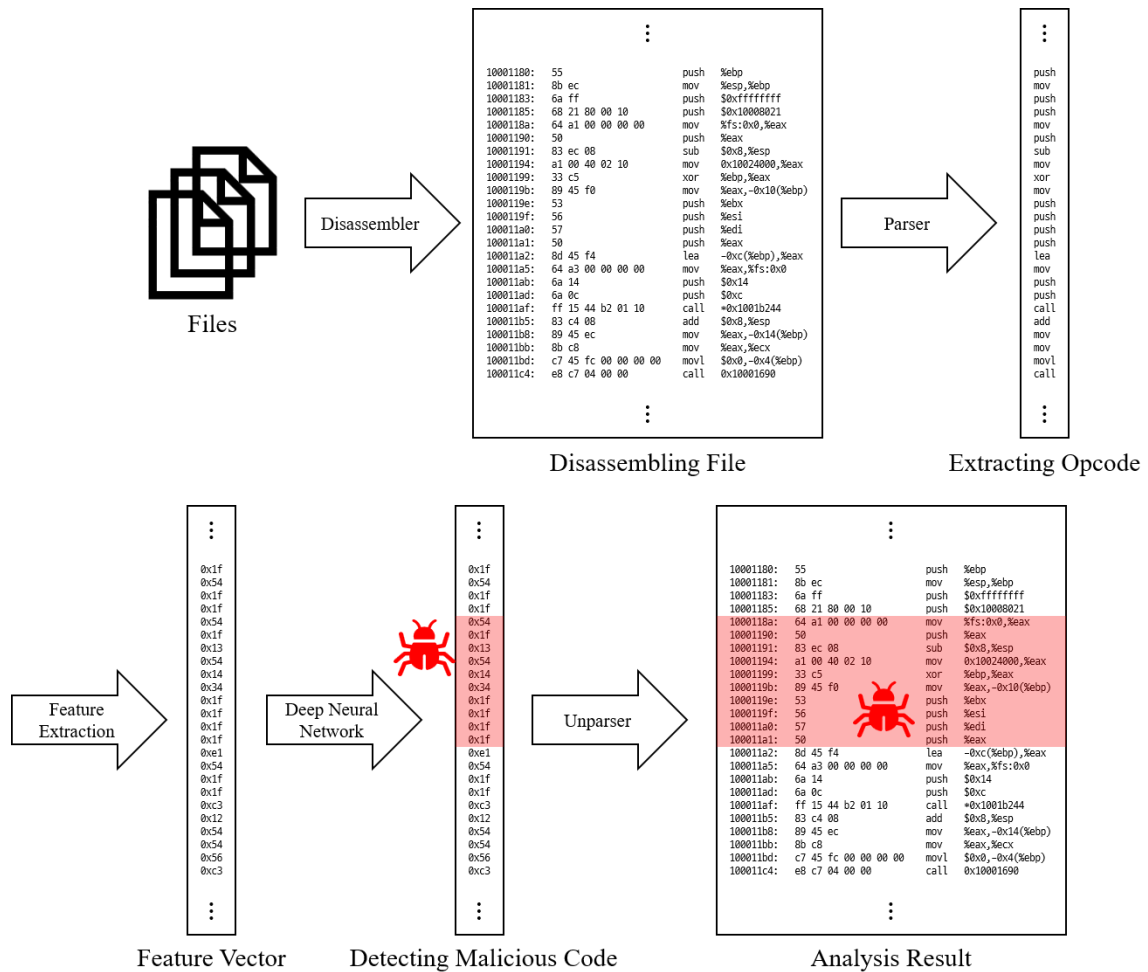 Files
Disassembler
⋮
10001180: 55 push %ebp
10001181: 8b ec mov %esp,%ebp
10001183: 6a ff push $0xffffffff
10001185: 68 21 80 00 10 push $0x10008021
1000118a: 64 a1 00 00 00 00 mov %fs:0x0,%eax
10001190: 50 push %eax
10001191: 83 ec 08 sub $0x8,%esp
10001194: a1 00 40 02 10 mov 0x10024000,%eax
10001199: 33 c5 xor %ebp,%eax
1000119b: 89 45 f0 mov %eax,-0x10(%ebp)
1000119e: 53 push %ebx
1000119f: 56 push %esi
100011a0: 57 push %edi
100011a1: 50 push %eax
100011a2: 8d 45 f4 lea -0xc(%ebp),%eax
100011a5: 64 a3 00 00 00 00 mov %eax,%fs:0x0
100011ab: 6a 14 push $0x14
100011ad: 6a 0c push $0xc
100011af: ff 15 44 b2 01 10 call *0x1001b244
100011b5: 83 c4 08 add $0x8,%esp
100011b8: 89 45 ec mov %eax,-0x14(%ebp)
100011bb: 8b c8 mov %eax,%ecx
100011bd: c7 45 fc 00 00 00 00 movl $0x0,-0x4(%ebp)
100011c4: e8 c7 04 00 00 call 0x10001690
⋮
Disassembling File
Parser
⋮
push
mov
push
push
mov
push
sub
mov
xor
mov
push
push
push
push
lea
mov
push
push
call
add
mov
mov
movl
call
⋮
Extracting Opcode
Feature
Extraction
⋮
0x1f
0x54
0x1f
0x1f
0x54
0x1f
0x13
0x54
0x14
0x34
0x1f
0x1f
0x1f
0x1f
0xe1
0x54
0x1f
0x1f
0xc3
0x12
0x54
0x54
0x56
0xc3
⋮
Feature Vector
Deep Neural
Network
⋮
0x1f
0x54
0x1f
0x1f
0x54
0x1f
0x13
0x54
0x14
0x34
0x1f
0x1f
0x1f
0x1f
0xe1
0x54
0x1f
0x1f
0xc3
0x12
0x54
0x54
0x56
0xc3
⋮
Detecting Malicious Code
Unparser
⋮
10001180: 55 push %ebp
10001181: 8b ec mov %esp,%ebp
10001183: 6a ff push $0xffffffff
10001185: 68 21 80 00 10 push $0x10008021
1000118a: 64 a1 00 00 00 00 mov %fs:0x0,%eax
10001190: 50 push %eax
10001191: 83 ec 08 sub $0x8,%esp
10001194: a1 00 40 02 10 mov 0x10024000,%eax
10001199: 33 c5 xor %ebp,%eax
1000119b: 89 45 f0 mov %eax,-0x10(%ebp)
1000119e: 53 push %ebx
1000119f: 56 push %esi
100011a0: 57 push %edi
100011a1: 50 push %eax
100011a2: 8d 45 f4 lea -0xc(%ebp),%eax
100011a5: 64 a3 00 00 00 00 mov %eax,%fs:0x0
100011ab: 6a 14 push $0x14
100011ad: 6a 0c push $0xc
100011af: ff 15 44 b2 01 10 call *0x1001b244
100011b5: 83 c4 08 add $0x8,%esp
100011b8: 89 45 ec mov %eax,-0x14(%ebp)
100011bb: 8b c8 mov %eax,%ecx
100011bd: c7 45 fc 00 00 00 00 movl $0x0,-0x4(%ebp)
100011c4: e8 c7 04 00 00 call 0x10001690
⋮
Analysis Result